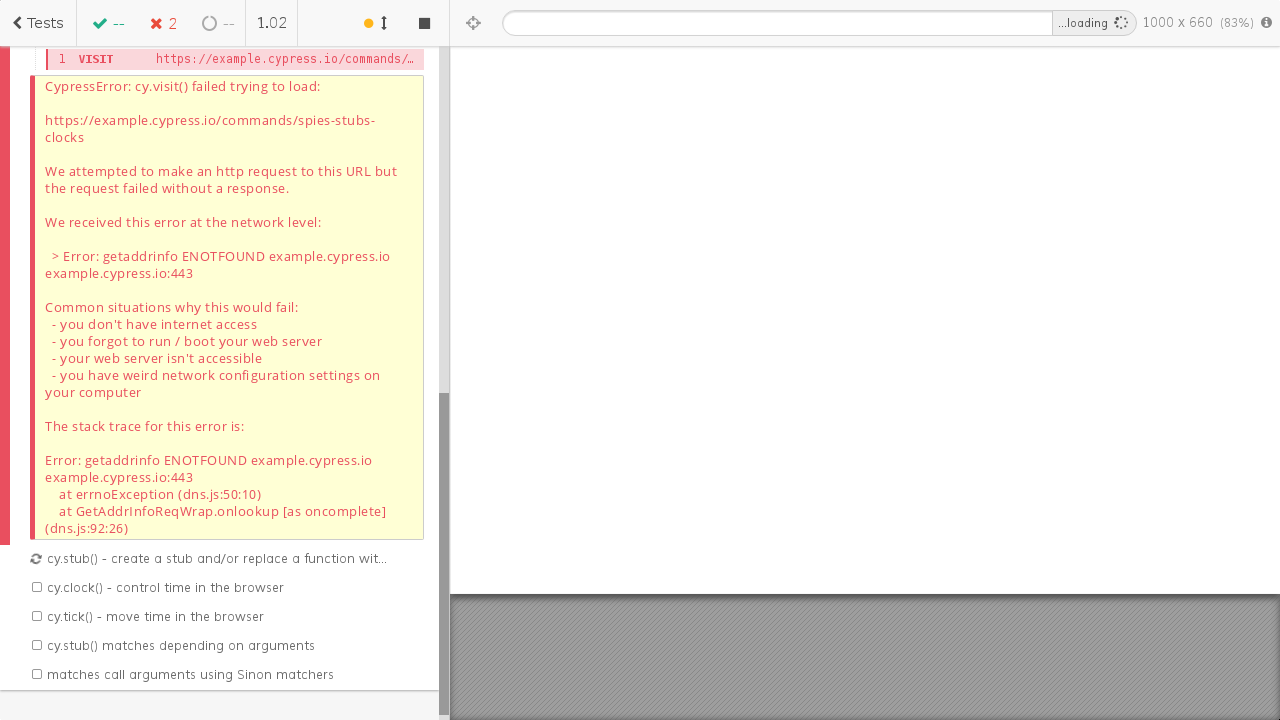 Tests -- 2 -- 1.02 ...loading 1000 x 660 (83%)
1 VISIT https://example.cypress.io/commands/…
CypressError: cy.visit() failed trying to load:
https://example.cypress.io/commands/spies-stubs-
clocks
We attempted to make an http request to this URL but
the request failed without a response.
We received this error at the network level:
> Error: getaddrinfo ENOTFOUND example.cypress.io
example.cypress.io:443
Common situations why this would fail:
- you don't have internet access
- you forgot to run / boot your web server
- your web server isn't accessible
- you have weird network configuration settings on
your computer
The stack trace for this error is:
Error: getaddrinfo ENOTFOUND example.cypress.io
example.cypress.io:443
at errnoException (dns.js:50:10)
at GetAddrInfoReqWrap.onlookup [as oncomplete]
(dns.js:92:26)
cy.stub() - create a stub and/or replace a function wit...
cy.clock() - control time in the browser
cy.tick() - move time in the browser
cy.stub() matches depending on arguments
matches call arguments using Sinon matchers